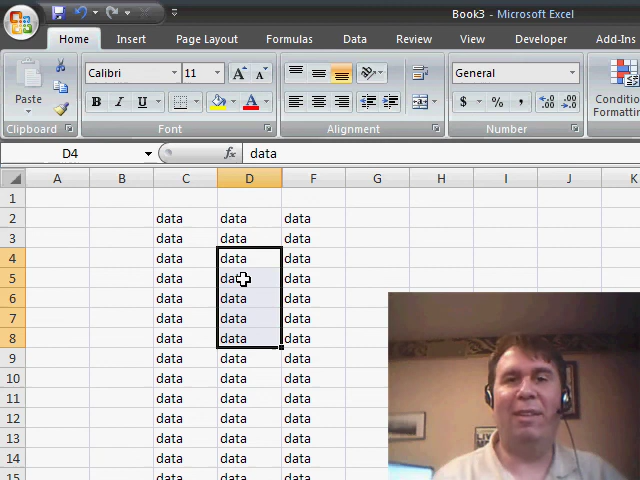 Book3 - Microsoft Excel
Home Insert Page Layout Formulas Data Review View Developer Add-Ins
Calibri 11 A A General
Paste B I U A $ % , .00 .00 Conditio
Formatting
Clipboard Font Alignment Number
D4 fx data
A B C D F G H I J K
1
2 data data data
3 data data data
4 data data data
5 data data data
6 data data data
7 data data data
8 data data data
9 data data data
10 data data data
11 data data data
12 data data data
13 data data data
14 data data data
15 data data data